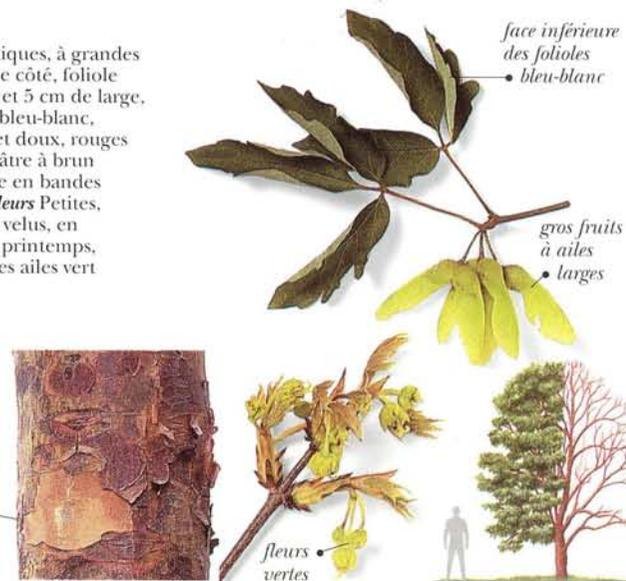 iques, à grandes
e côté, foliole
et 5 cm de large,
bleu-blanc,
et doux, rouges
âtre à brun
e en bandes
leurs Petites,
velus, en
printemps,
es ailes vert
face inférieure
des folioles
bleu-blanc
gros fruits
à ailes
larges
fleurs
vertes